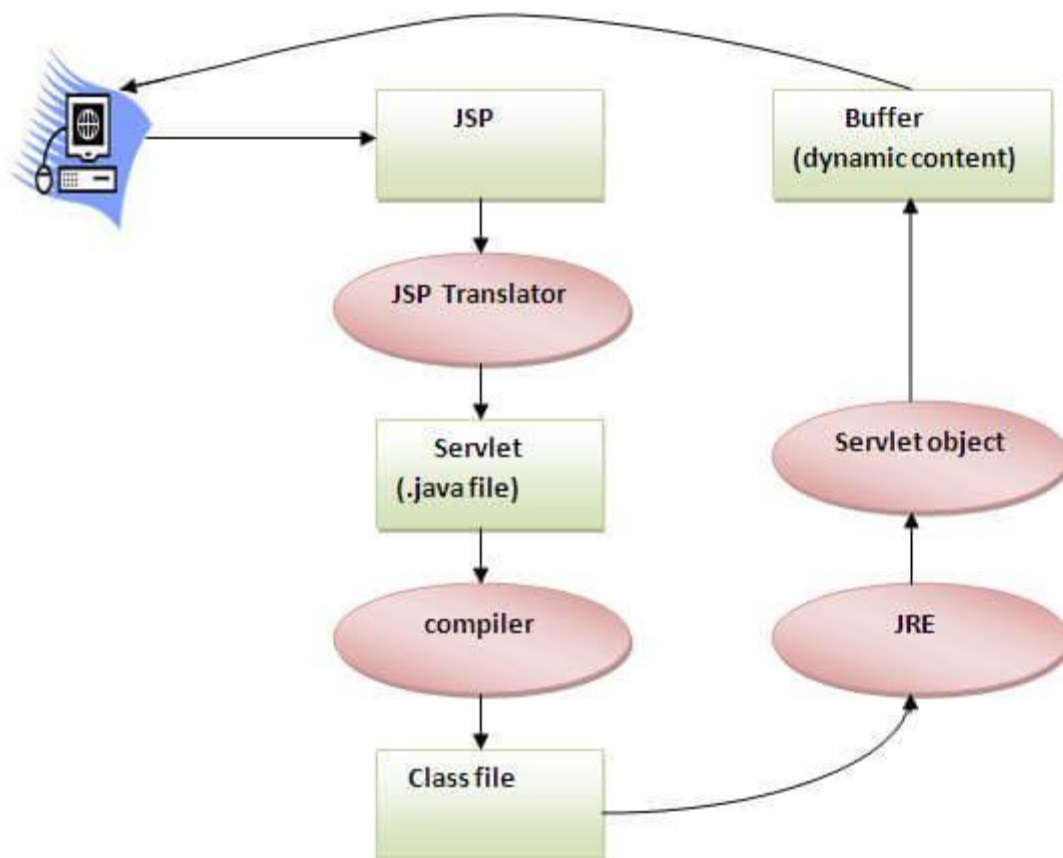 JSP
JSP Translator
Servlet
(.java file)
compiler
Class file
JRE
Servlet object
Buffer
(dynamic content)